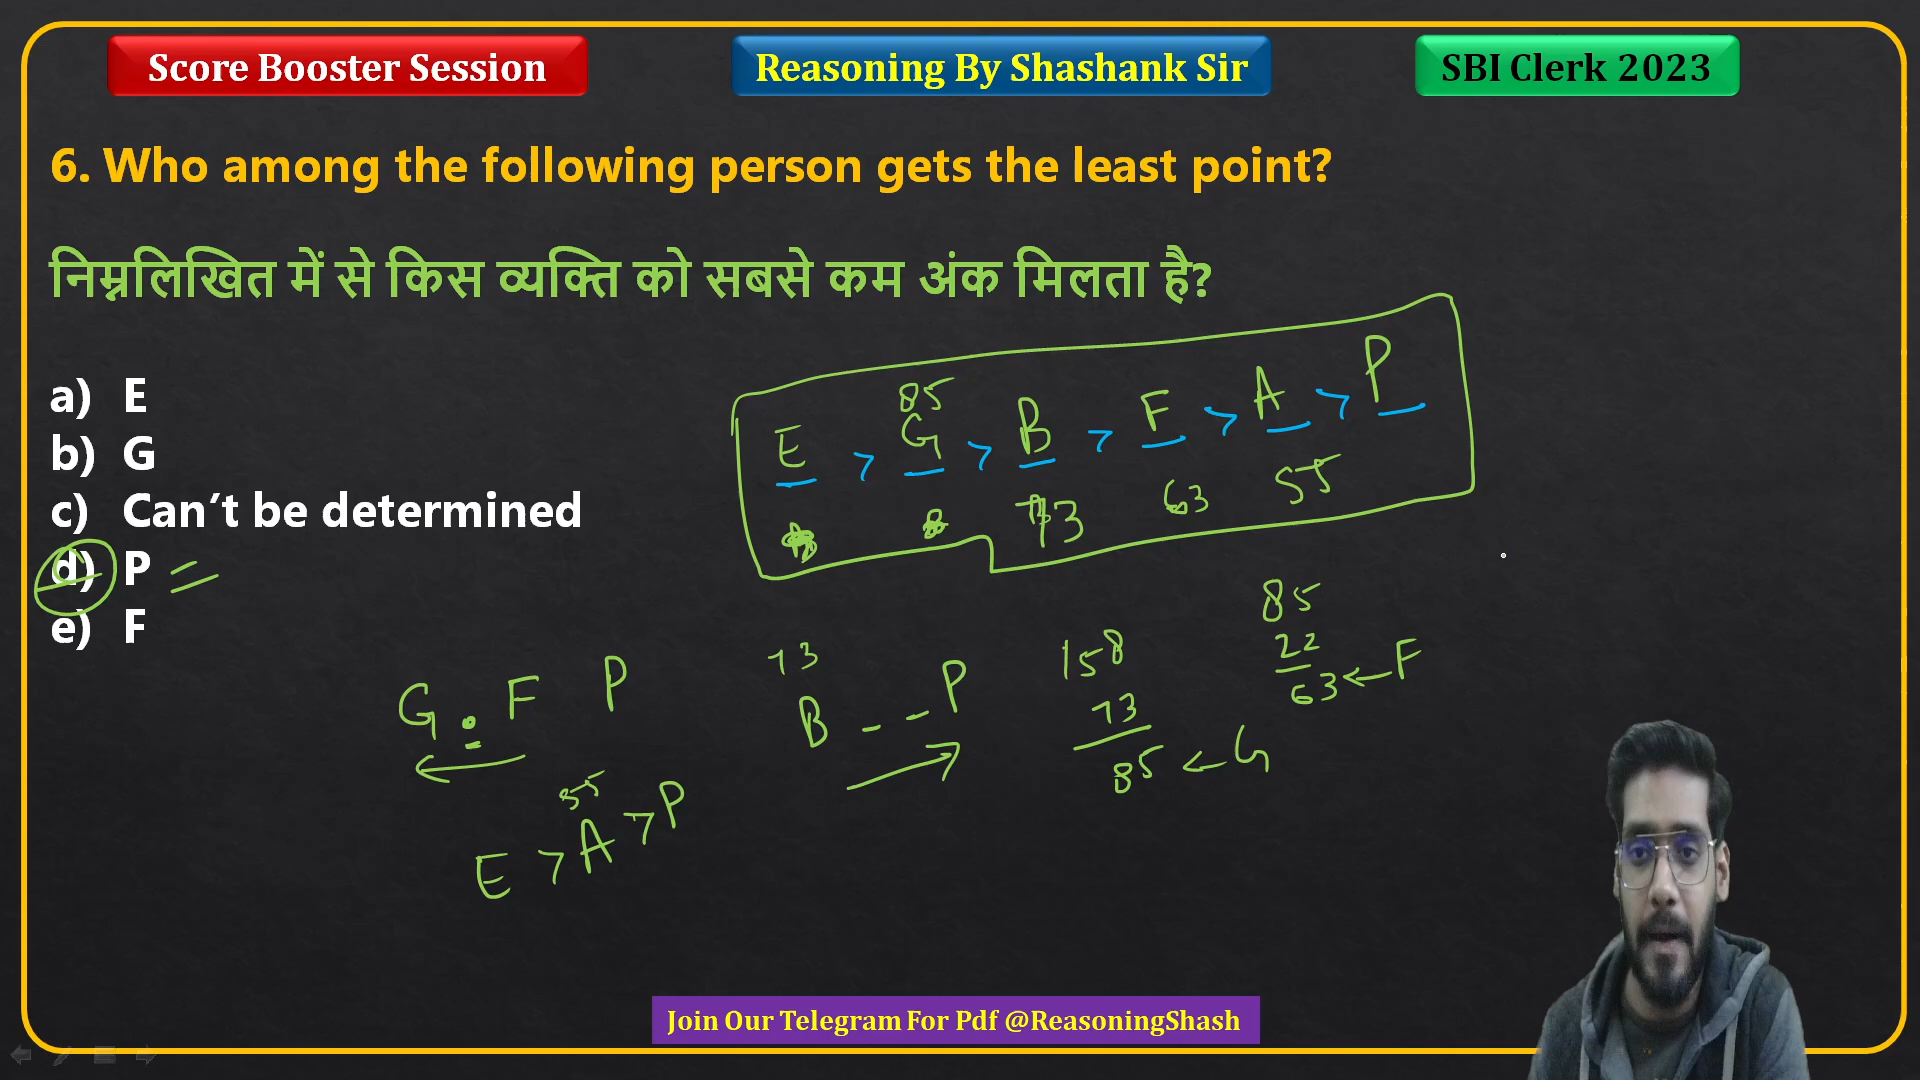 Score Booster Session
Reasoning By Shashank Sir
SBI Clerk 2023
6. Who among the following person gets the least point?
निम्नलिखित में से किस व्यक्ति को सबसे कम अंक मिलता है?
a) E
b) G
c) Can't be determined
d) P =
e) F
85
E > G > B > F > A > P
73 63 55
G . F P
73
B - - P
158
73
85 ← G
85
22
63 ← F
55
E > A > P
Join Our Telegram For Pdf @ReasoningShash